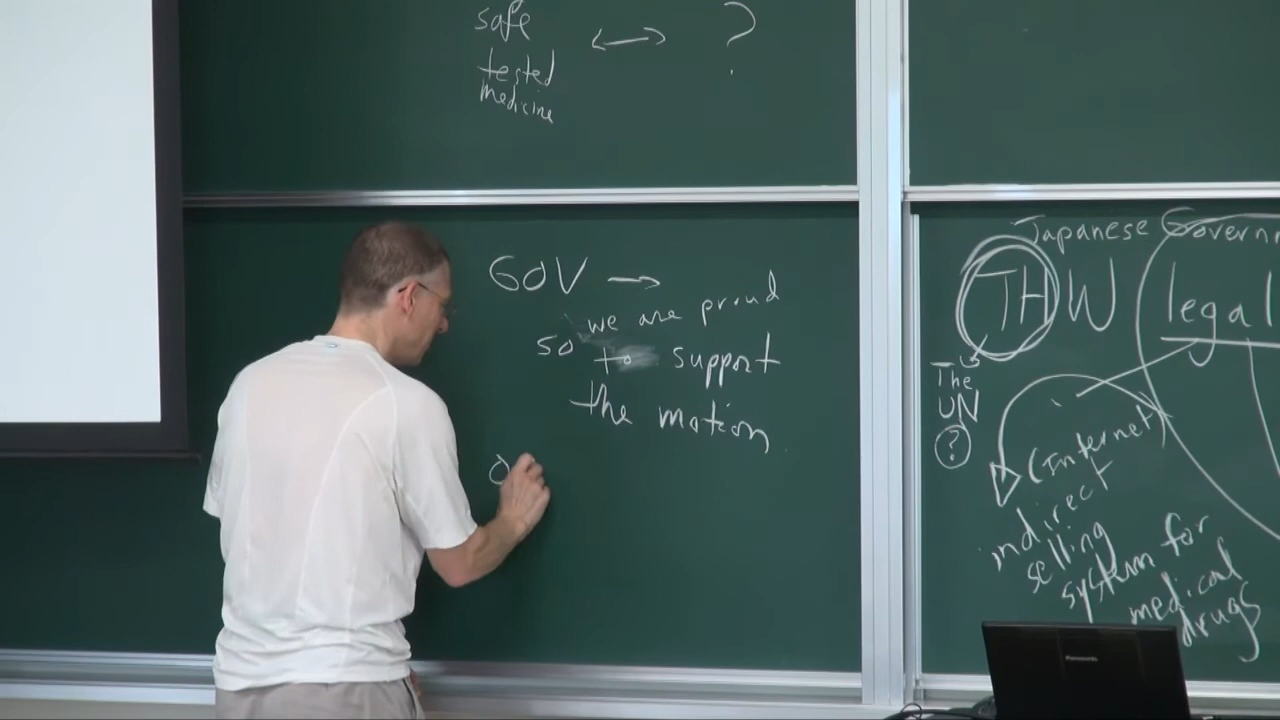 safe ↔ ?
tested
medicine
GOV →
we are proud
so to support
the motion
O
Japanese Governm
THW legal
The
UN
?
(Internet)
indirect
selling
system for
medical
drugs
Panasonic